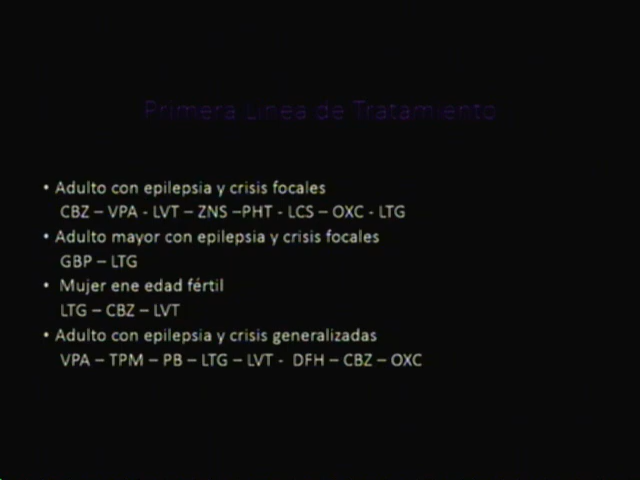 Primera Linea de Tratamiento
• Adulto con epilepsia y crisis focales
CBZ – VPA - LVT – ZNS –PHT - LCS – OXC - LTG
• Adulto mayor con epilepsia y crisis focales
GBP – LTG
• Mujer ene edad fértil
LTG – CBZ – LVT
• Adulto con epilepsia y crisis generalizadas
VPA – TPM – PB – LTG – LVT - DFH – CBZ – OXC